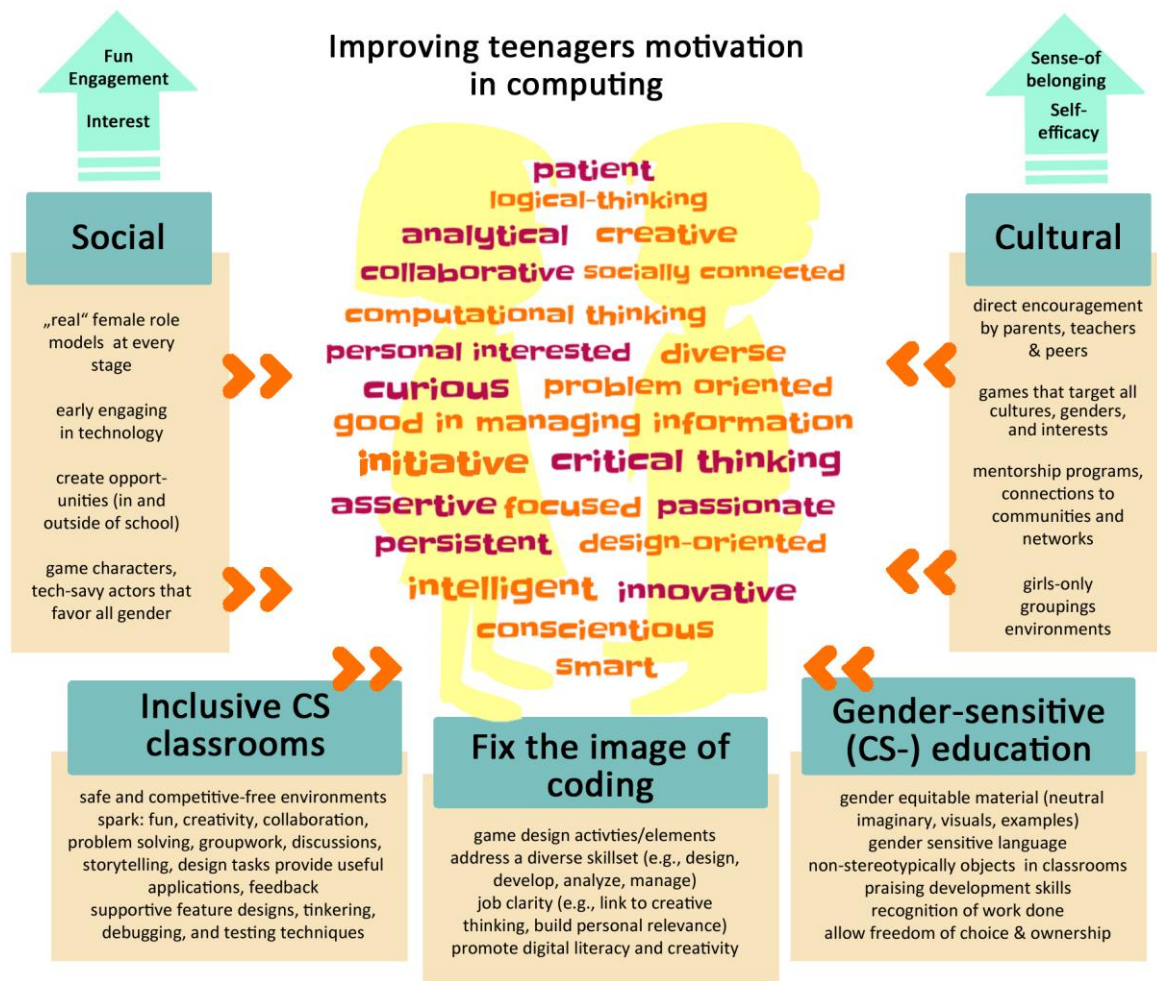 Improving teenagers motivation
in computing
Fun
Engagement
Interest
Social
„real“ female role
models at every
stage
early engaging
in technology
create opport-
unities (in and
outside of school)
game characters,
tech-savy actors that
favor all gender
patient
logical-thinking
analytical creative
collaborative socially connected
computational thinking
personal interested diverse
curious problem oriented
good in managing information
initiative critical thinking
assertive focused passionate
persistent design-oriented
intelligent innovative
conscientious
smart
Sense-of
belonging
Self-
efficacy
Cultural
direct encouragement
by parents, teachers
& peers
games that target all
cultures, genders,
and interests
mentorship programs,
connections to
communities and
networks
girls-only
groupings
environments
Inclusive CS
classrooms
safe and competitive-free environments
spark: fun, creativity, collaboration,
problem solving, groupwork, discussions,
storytelling, design tasks provide useful
applications, feedback
supportive feature designs, tinkering,
debugging, and testing techniques
Fix the image of
coding
game design activties/elements
address a diverse skillset (e.g., design,
develop, analyze, manage)
job clarity (e.g., link to creative
thinking, build personal relevance)
promote digital literacy and creativity
Gender-sensitive
(CS-) education
gender equitable material (neutral
imaginary, visuals, examples)
gender sensitive language
non-stereotypically objects in classrooms
praising development skills
recognition of work done
allow freedom of choice & ownership